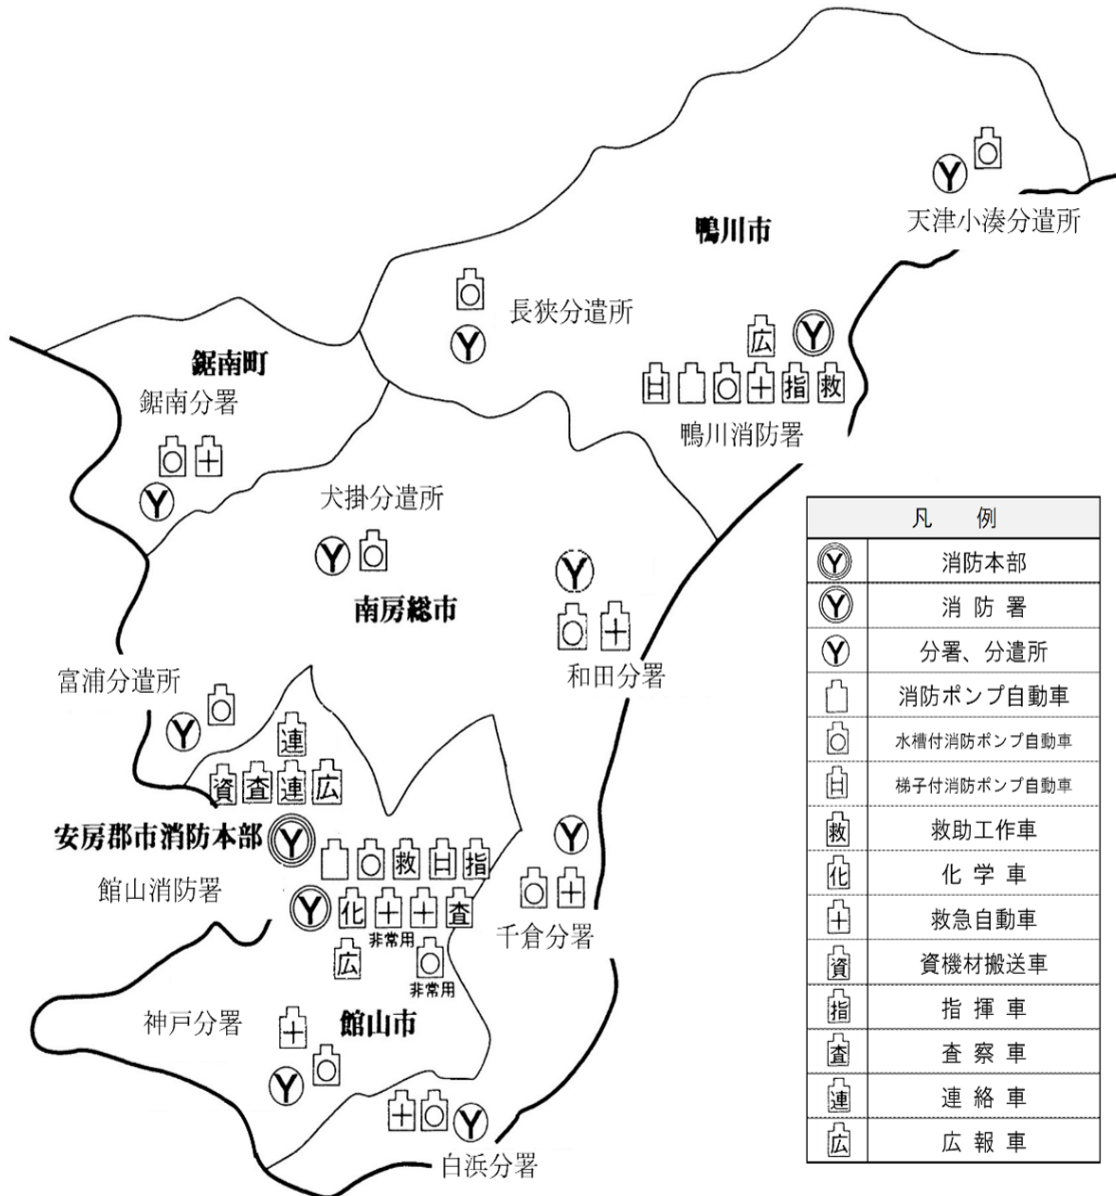 天津小湊分遣所
鴨川市
長狭分遣所
広
日 十 指 救
鴨川消防署
鋸南町
鋸南分署
十
犬掛分遣所
南房総市
十
和田分署
富浦分遣所
連
資 査 連 広
安房郡市消防本部
館山消防署
救 日 指
化 十 十 査
非常用
広
非常用
十
千倉分署
神戸分署
十
館山市
十
白浜分署
凡 例
Y 消防本部
Y 消防署
Y 分署、分遣所
消防ポンプ自動車
水槽付消防ポンプ自動車
日 梯子付消防ポンプ自動車
救 救助工作車
化 化学車
十 救急自動車
資 資機材搬送車
指 指揮車
査 査察車
連 連絡車
広 広報車